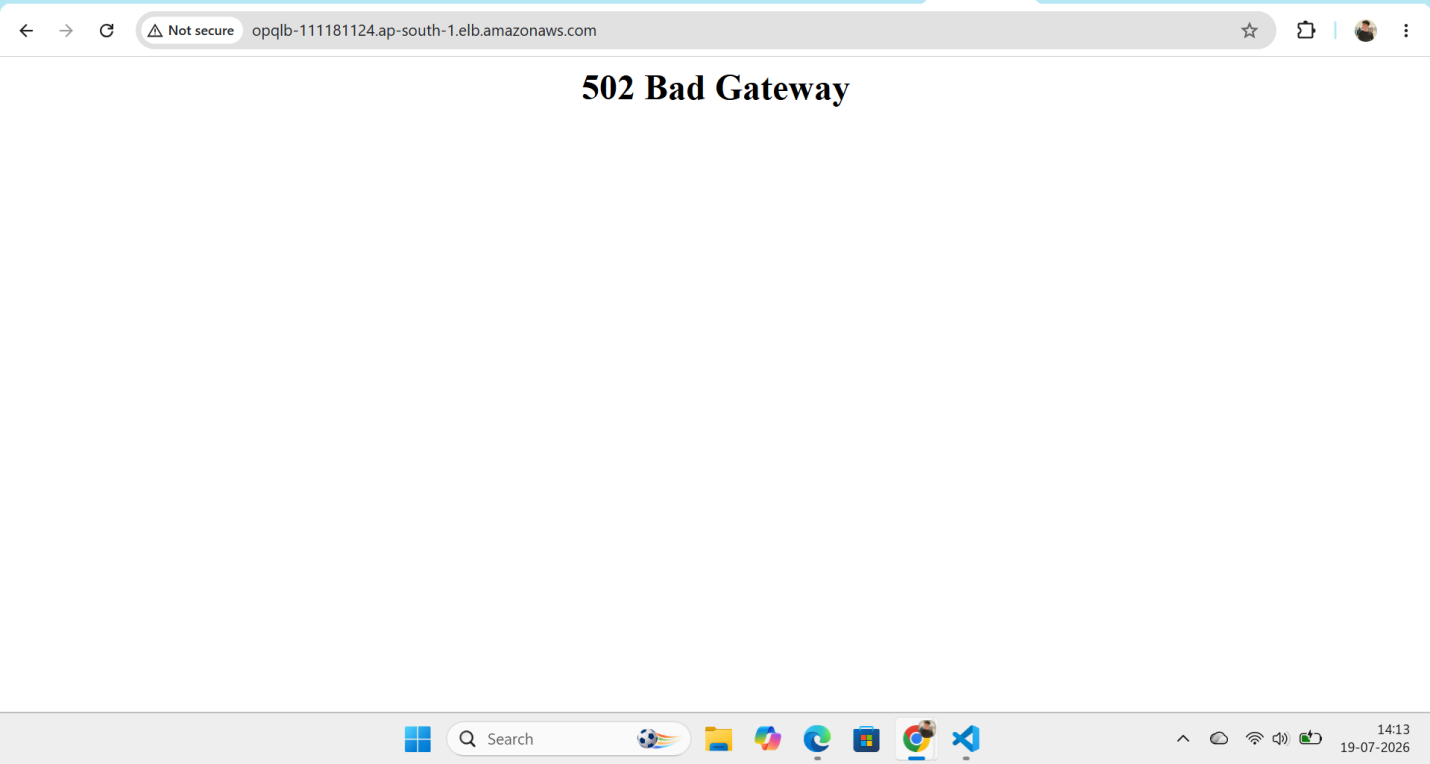 Not secure opqlb-111181124.ap-south-1.elb.amazonaws.com
502 Bad Gateway
Search
14:13
19-07-2026